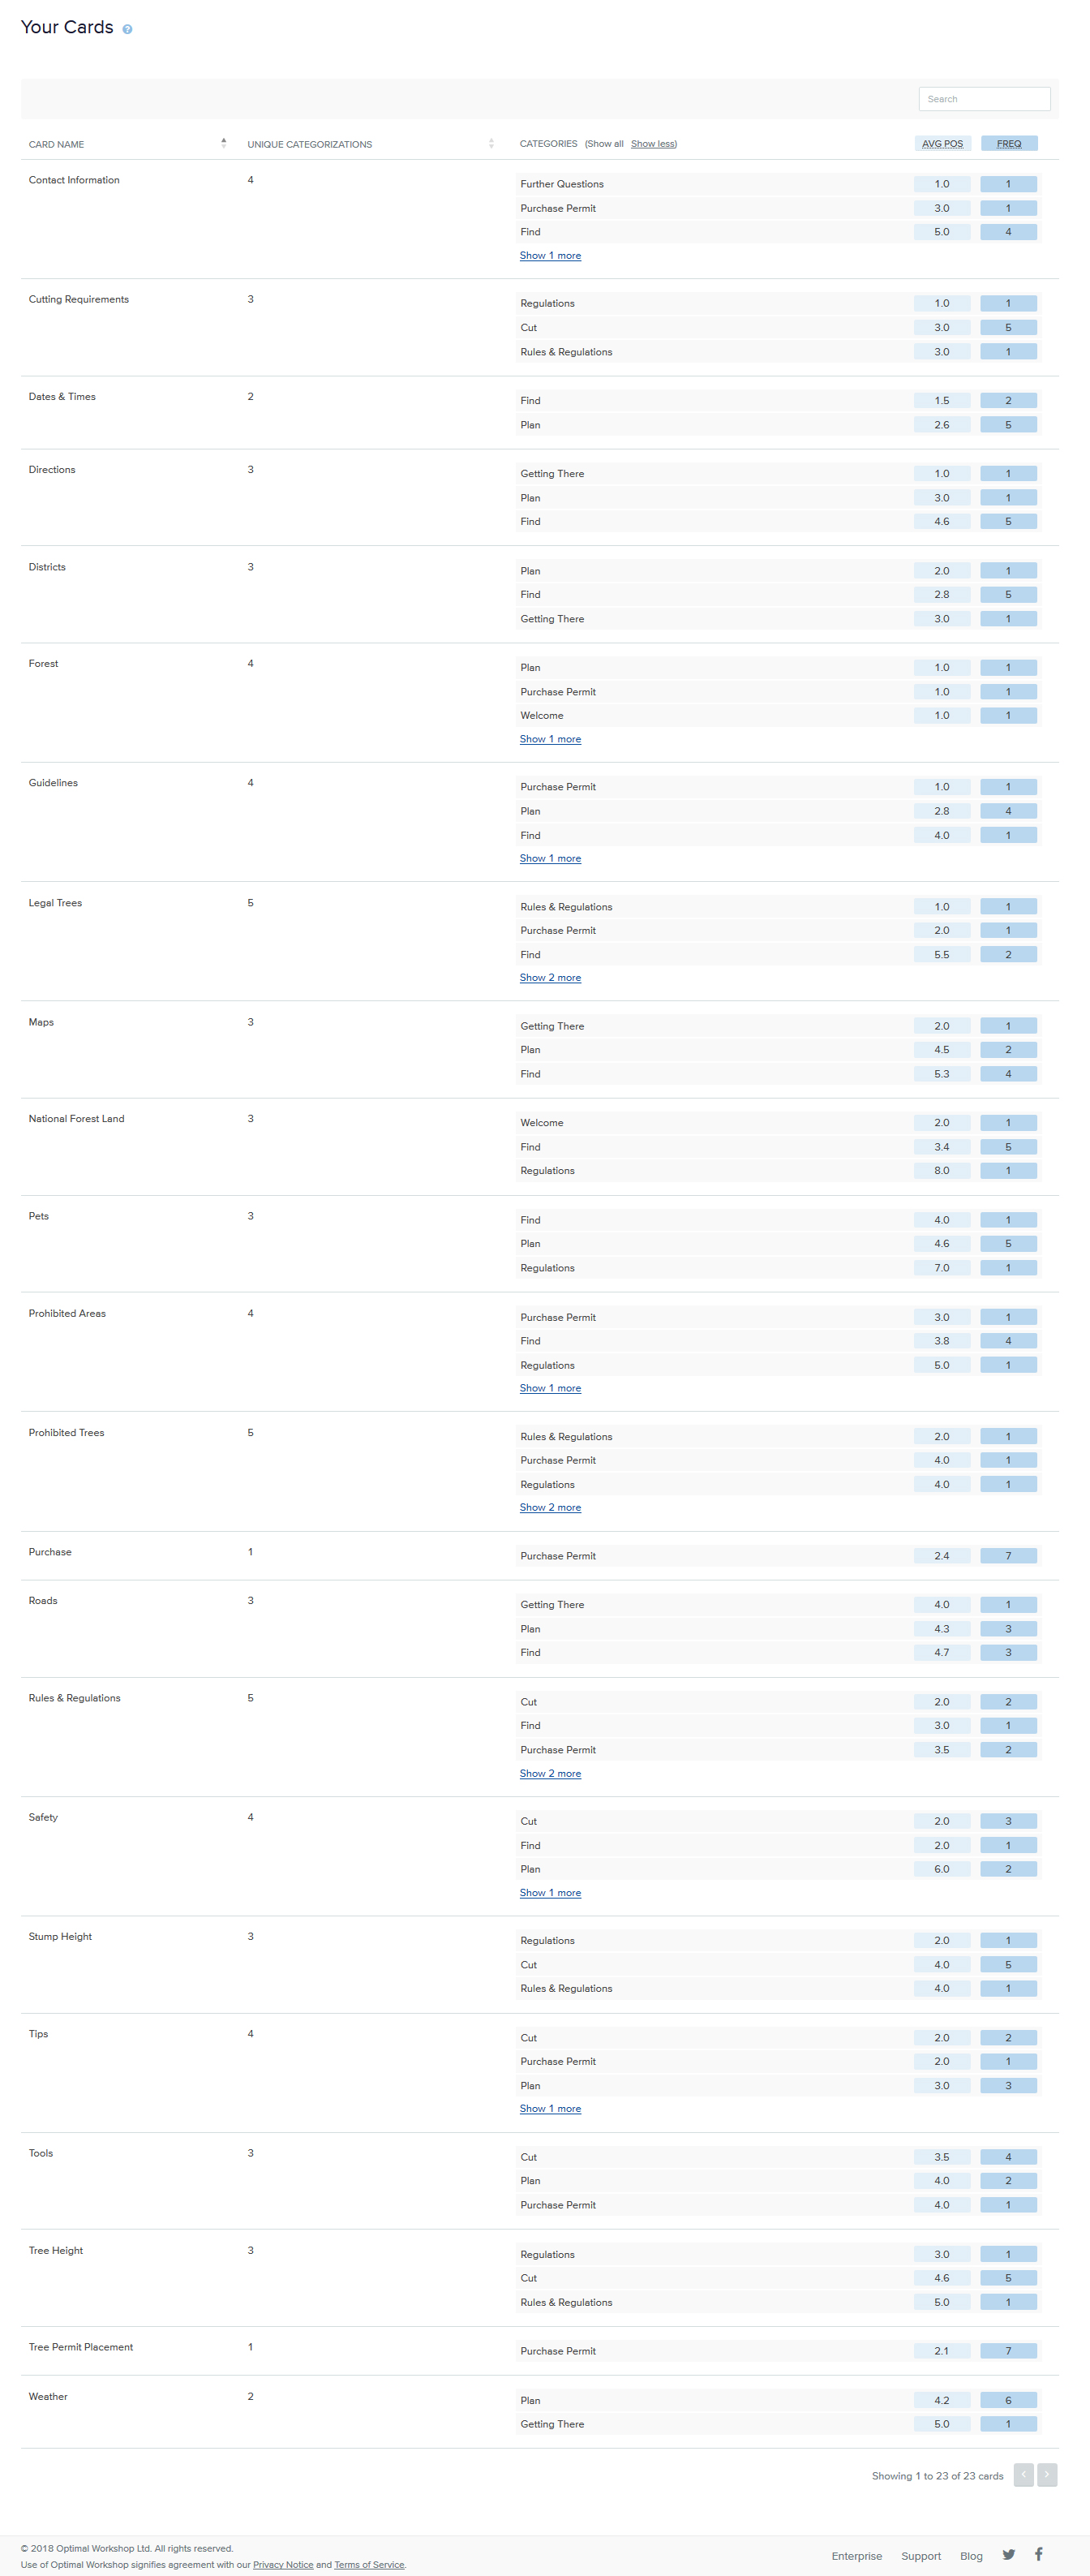 Your Cards ?
Search
CARD NAME UNIQUE CATEGORIZATIONS CATEGORIES (Show all Show less) AVG POS FREQ
Contact Information 4 Further Questions 1.0 1
Purchase Permit 3.0 1
Find 5.0 4
Show 1 more
Cutting Requirements 3 Regulations 1.0 1
Cut 3.0 5
Rules & Regulations 3.0 1
Dates & Times 2 Find 1.5 2
Plan 2.6 5
Directions 3 Getting There 1.0 1
Plan 3.0 1
Find 4.6 5
Districts 3 Plan 2.0 1
Find 2.8 5
Getting There 3.0 1
Forest 4 Plan 1.0 1
Purchase Permit 1.0 1
Welcome 1.0 1
Show 1 more
Guidelines 4 Purchase Permit 1.0 1
Plan 2.8 4
Find 4.0 1
Show 1 more
Legal Trees 5 Rules & Regulations 1.0 1
Purchase Permit 2.0 1
Find 5.5 2
Show 2 more
Maps 3 Getting There 2.0 1
Plan 4.5 2
Find 5.3 4
National Forest Land 3 Welcome 2.0 1
Find 3.4 5
Regulations 8.0 1
Pets 3 Find 4.0 1
Plan 4.6 5
Regulations 7.0 1
Prohibited Areas 4 Purchase Permit 3.0 1
Find 3.8 4
Regulations 5.0 1
Show 1 more
Prohibited Trees 5 Rules & Regulations 2.0 1
Purchase Permit 4.0 1
Regulations 4.0 1
Show 2 more
Purchase 1 Purchase Permit 2.4 7
Roads 3 Getting There 4.0 1
Plan 4.3 3
Find 4.7 3
Rules & Regulations 5 Cut 2.0 2
Find 3.0 1
Purchase Permit 3.5 2
Show 2 more
Safety 4 Cut 2.0 3
Find 2.0 1
Plan 6.0 2
Show 1 more
Stump Height 3 Regulations 2.0 1
Cut 4.0 5
Rules & Regulations 4.0 1
Tips 4 Cut 2.0 2
Purchase Permit 2.0 1
Plan 3.0 3
Show 1 more
Tools 3 Cut 3.5 4
Plan 4.0 2
Purchase Permit 4.0 1
Tree Height 3 Regulations 3.0 1
Cut 4.6 5
Rules & Regulations 5.0 1
Tree Permit Placement 1 Purchase Permit 2.1 7
Weather 2 Plan 4.2 6
Getting There 5.0 1
Showing 1 to 23 of 23 cards
© 2018 Optimal Workshop Ltd. All rights reserved.
Use of Optimal Workshop signifies agreement with our Privacy Notice and Terms of Service.
Enterprise Support Blog